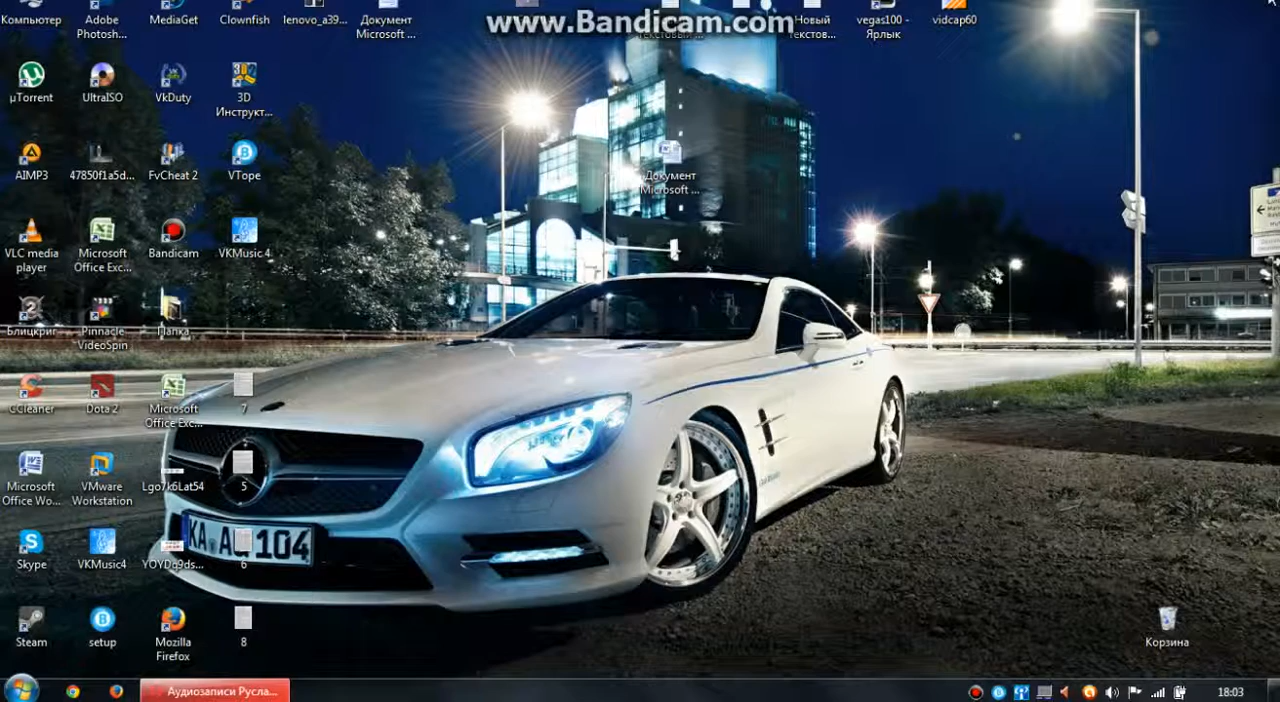 www.Bandicam.com
Компьютер
Adobe
Photosh...
MediaGet
Clownfish
lenovo_a39...
Документ
Microsoft ...
Новый
текстов...
vegas100 -
Ярлык
vidcap60
µTorrent
UltraISO
VkDuty
3D
Инструкт...
AIMP3
47850f1a5d...
FvCheat 2
VTope
Документ
Microsoft ...
VLC media
player
Microsoft
Office Exc...
Bandicam
VKMusic 4
Блицкриг
Pinnacle
VideoSpin
Папка
CCleaner
Dota 2
Microsoft
Office Exc...
7
Microsoft
Office Wo...
VMware
Workstation
Lgo7k6Lat54
5
KA AU 104
Skype
VKMusic4
YOYDq9ds...
6
Steam
setup
Mozilla
Firefox
8
Корзина
Аудиозаписи Русла...
18:03